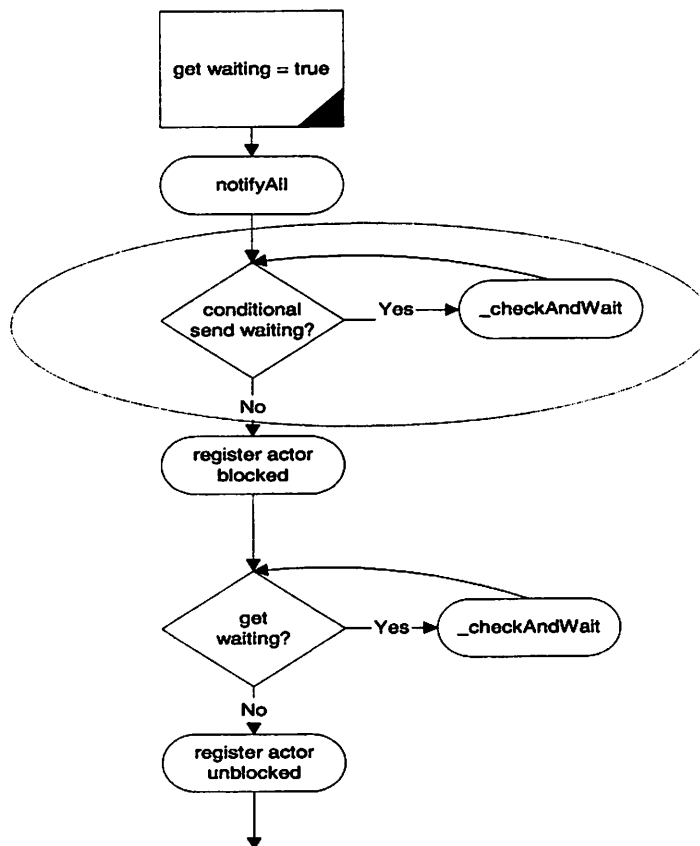 get waiting = true
notifyAll
conditional
send waiting?
Yes
_checkAndWait
No
register actor
blocked
get
waiting?
Yes
_checkAndWait
No
register actor
unblocked